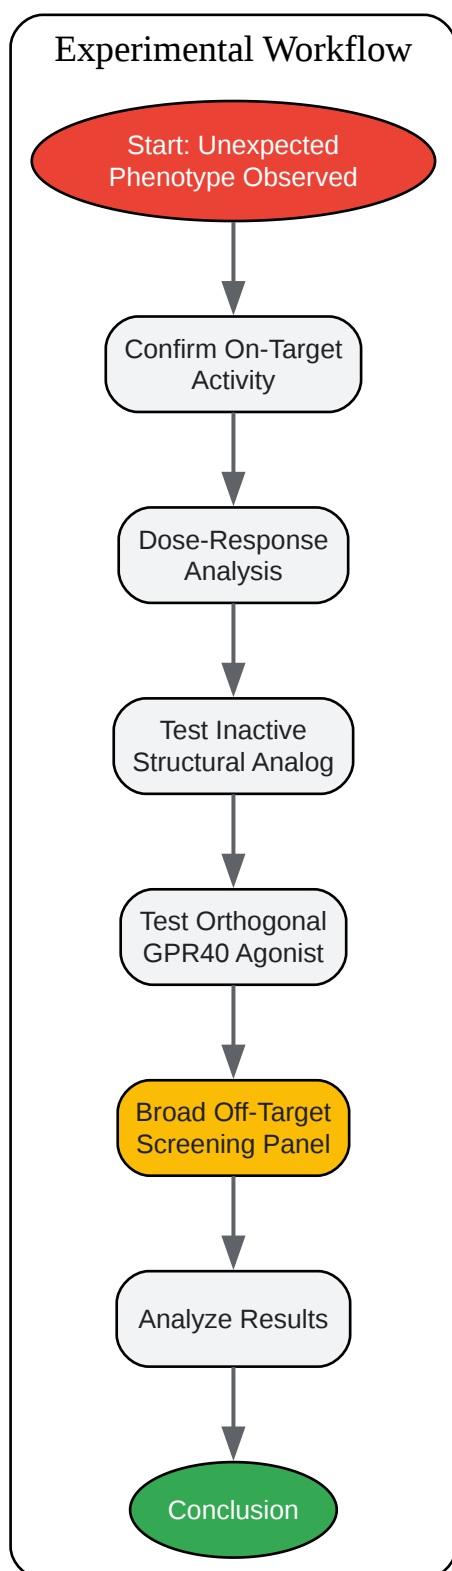 Experimental Workflow
Start: Unexpected
Phenotype Observed
Confirm On-Target
Activity
Dose-Response
Analysis
Test Inactive
Structural Analog
Test Orthogonal
GPR40 Agonist
Broad Off-Target
Screening Panel
Analyze Results
Conclusion